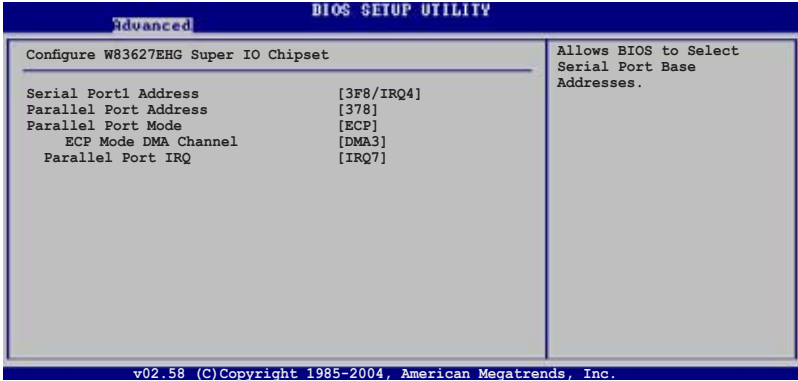 BIOS SETUP UTILITY
Advanced
Configure W83627EHG Super IO Chipset
Serial Port1 Address [3F8/IRQ4]
Parallel Port Address [378]
Parallel Port Mode [ECP]
ECP Mode DMA Channel [DMA3]
Parallel Port IRQ [IRQ7]
Allows BIOS to Select
Serial Port Base
Addresses.
v02.58 (C)Copyright 1985-2004, American Megatrends, Inc.